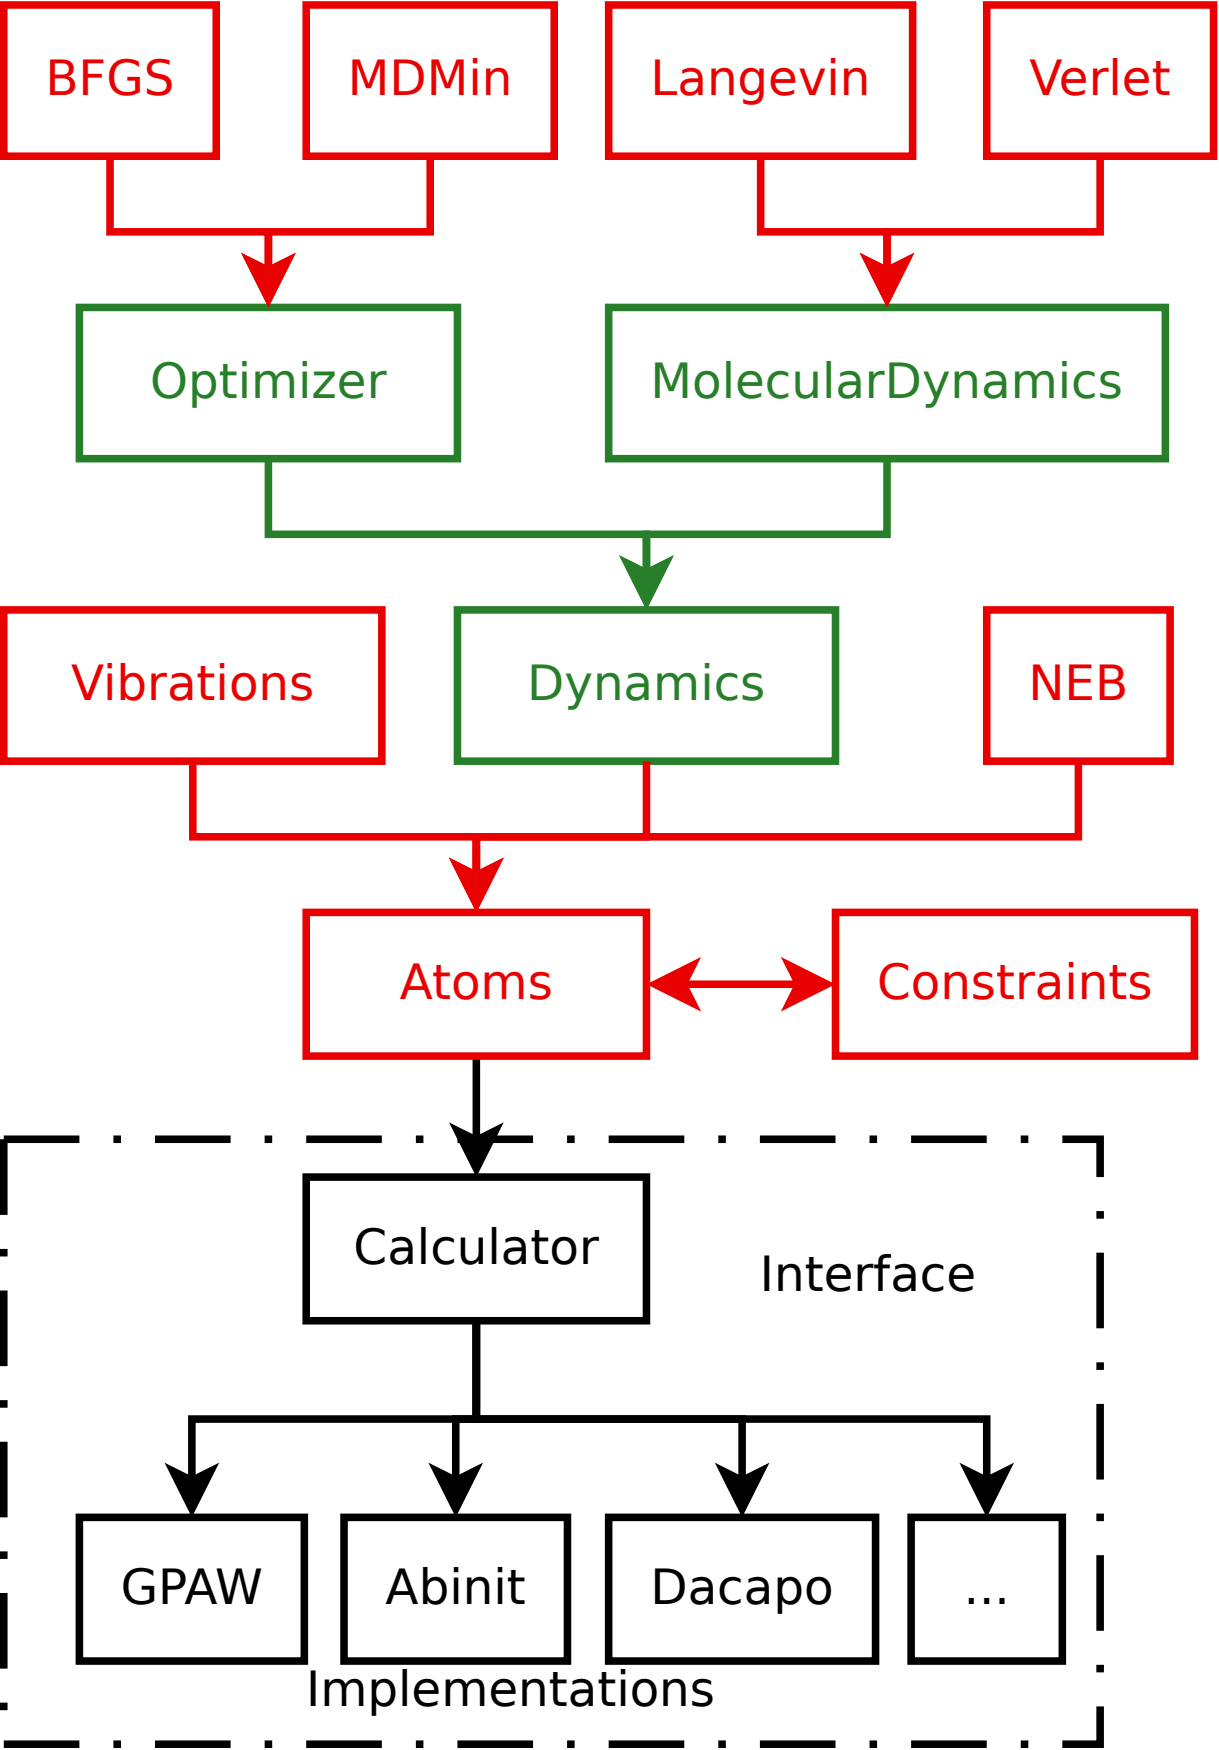 BFGS
MDMin
Langevin
Verlet
Optimizer
MolecularDynamics
Vibrations
Dynamics
NEB
Atoms
Constraints
Calculator
Interface
GPAW
Abinit
Dacapo
...
Implementations